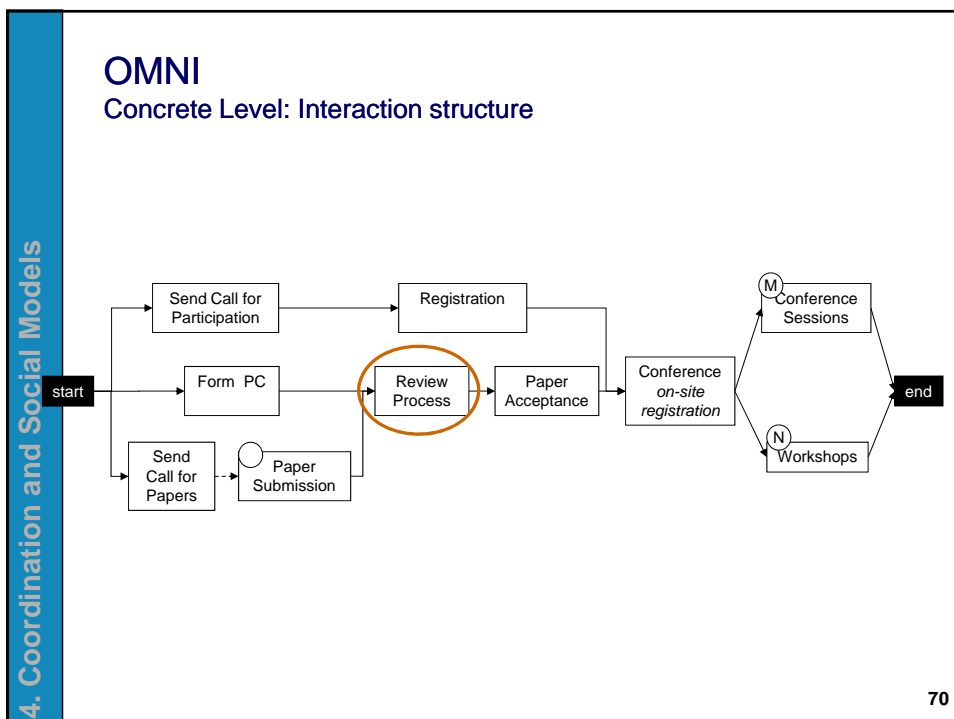 OMNI
Concrete Level: Interaction structure
4. Coordination and Social Models
start
Send Call for
Participation
Registration
Form PC
Review
Process
Paper
Acceptance
Send
Call for
Papers
Paper
Submission
Conference
on-site
registration
M
Conference
Sessions
N
Workshops
end
70